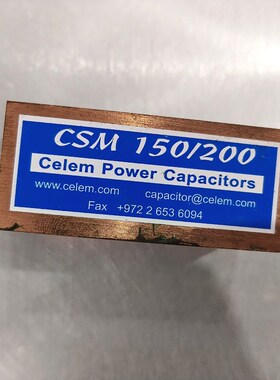 CSM 150/200
Celem Power Capacitors
www.celem.com capacitor@celem.com
Fax +972 2 653 6094